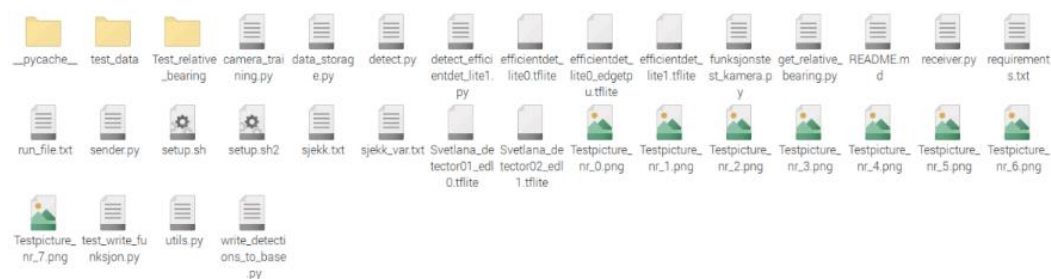 __pycache__ test_data Test_relative camera_trai data_storag detect.py detect_effici efficientdet_ efficientdet_ efficientdet_ funksjonste get_relative_ README.m receiver.py requirement
_bearing ning.py e.py entdet_lite1. lite0.tflite lite0_edgetp lite1.tflite st_kamera.p bearing.py d s.txt
py u.tflite y
run_file.txt sender.py setup.sh setup.sh2 sjekk.txt sjekk_var.txt Svetlana_de Svetlana_de Testpicture_ Testpicture_ Testpicture_ Testpicture_ Testpicture_ Testpicture_ Testpicture_
tector01_edl tector02_edl nr_0.png nr_1.png nr_2.png nr_3.png nr_4.png nr_5.png nr_6.png
0.tflite 1.tflite
Testpicture_ test_write_fu utils.py write_detecti
nr_7.png nksjon.py ons_to_base
.py